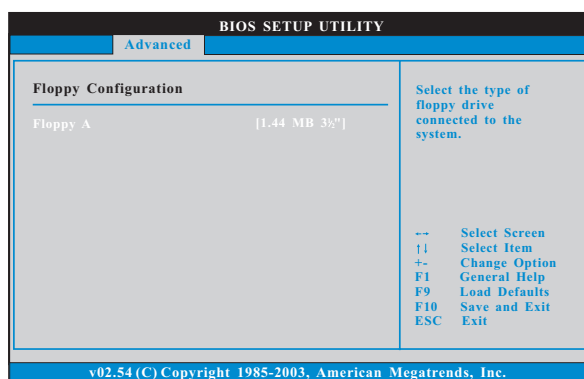 BIOS SETUP UTILITY
Advanced
Floppy Configuration
Floppy A [1.44 MB 3½"]
Select the type of
floppy drive
connected to the
system.
←→ Select Screen
↑↓ Select Item
+- Change Option
F1 General Help
F9 Load Defaults
F10 Save and Exit
ESC Exit
v02.54 (C) Copyright 1985-2003, American Megatrends, Inc.